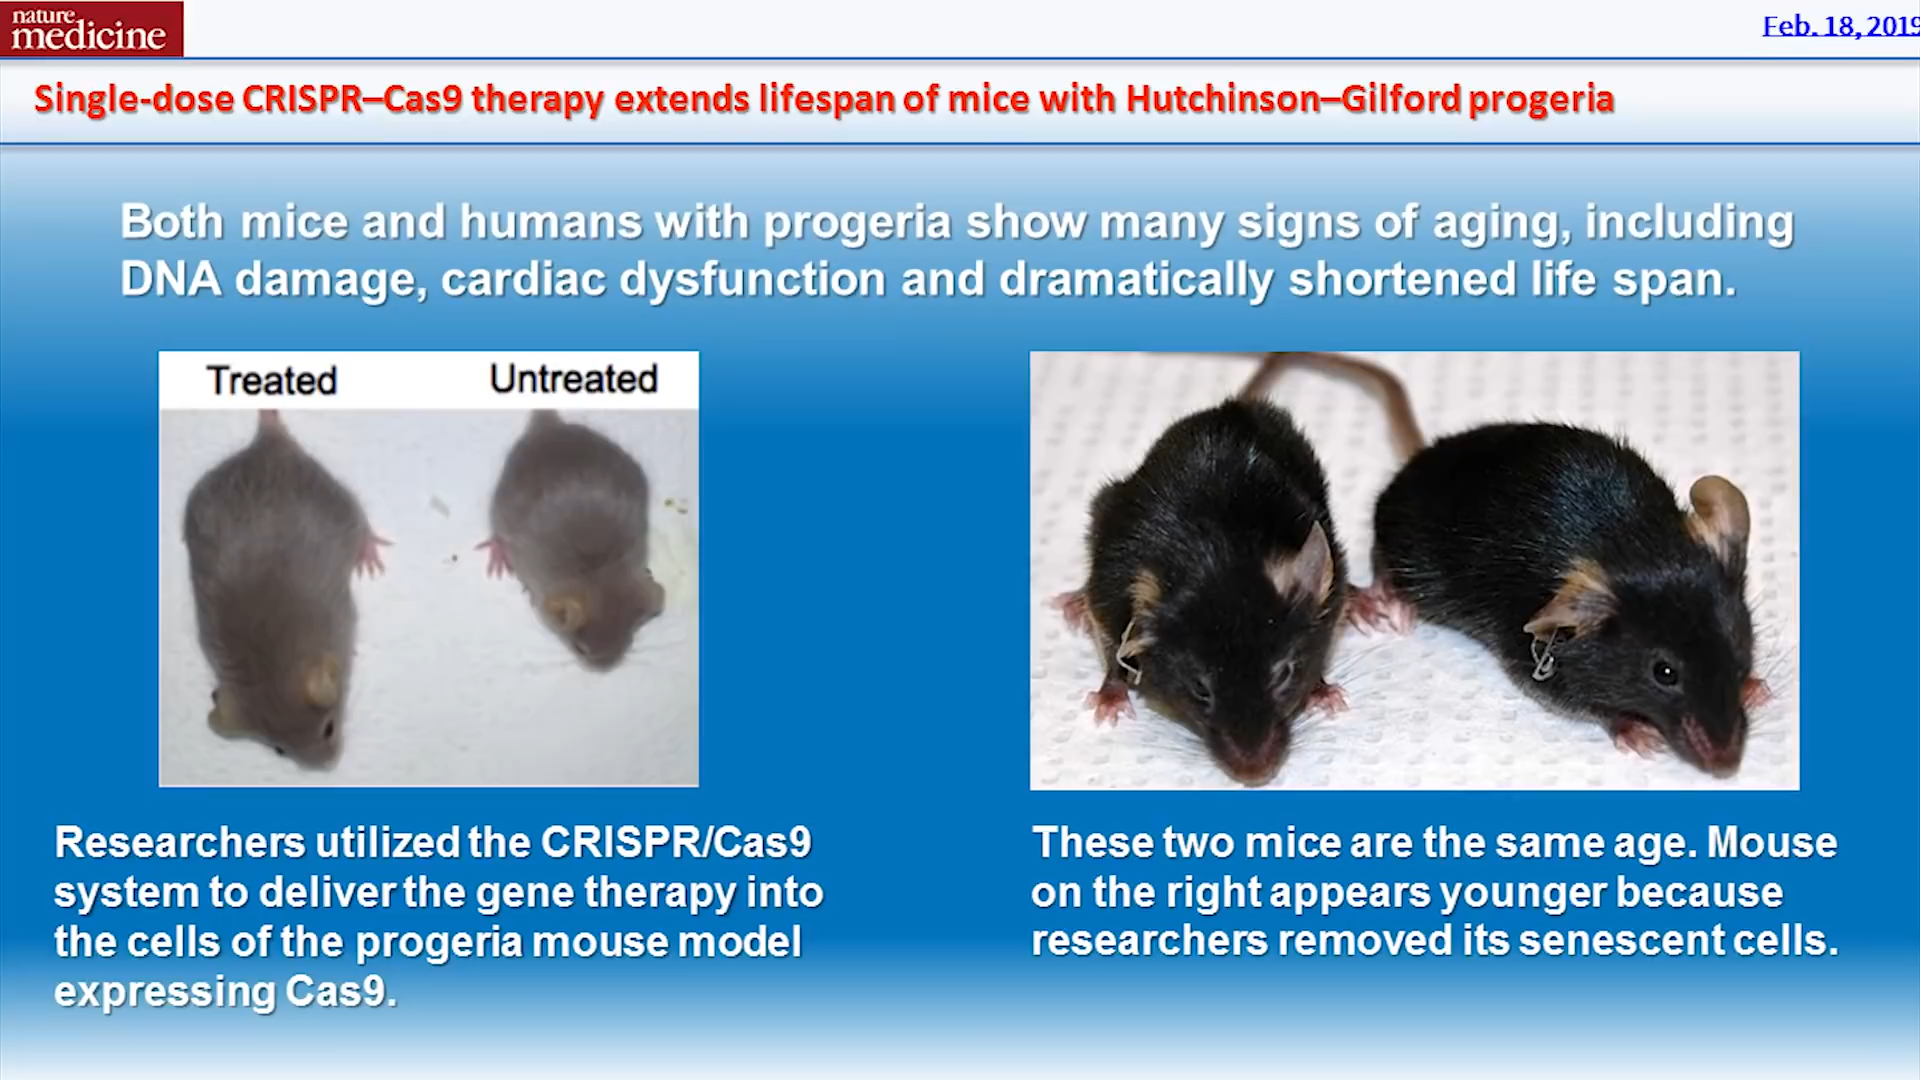 nature
medicine
Feb. 18, 2019
Single-dose CRISPR–Cas9 therapy extends lifespan of mice with Hutchinson–Gilford progeria
Both mice and humans with progeria show many signs of aging, including
DNA damage, cardiac dysfunction and dramatically shortened life span.
Treated Untreated
Researchers utilized the CRISPR/Cas9
system to deliver the gene therapy into
the cells of the progeria mouse model
expressing Cas9.
These two mice are the same age. Mouse
on the right appears younger because
researchers removed its senescent cells.